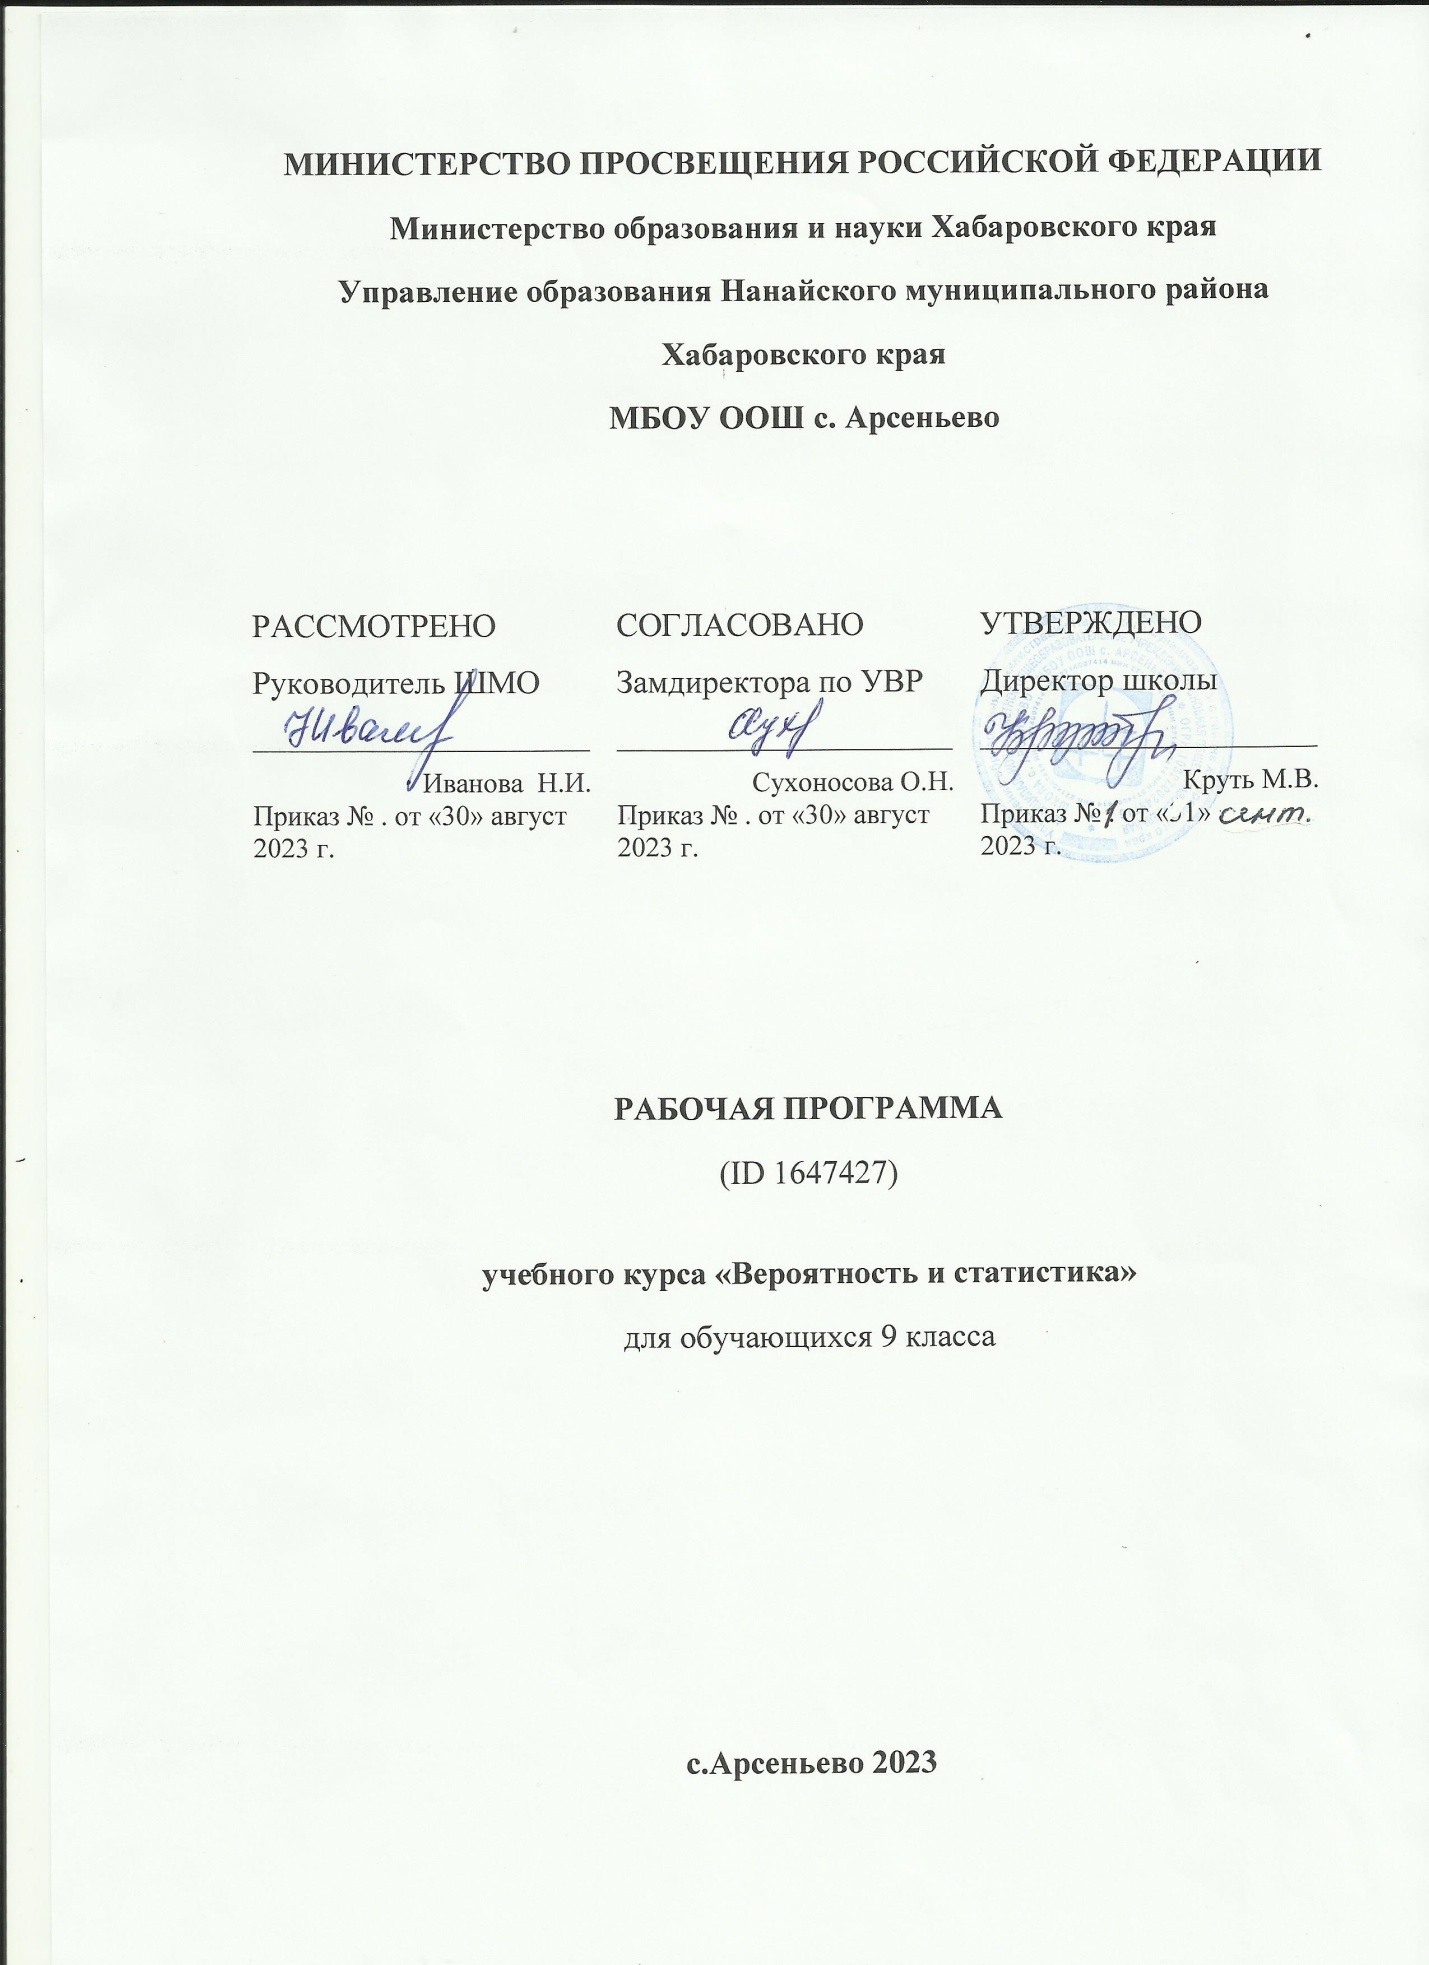 МИНИСТЕРСТВО ПРОСВЕЩЕНИЯ РОССИЙСКОЙ ФЕДЕРАЦИИ
Министерство образования и науки Хабаровского края
Управление образования Нанайского муниципального района
Хабаровского края
МБОУ ООШ с. Арсеньево
РАССМОТРЕНО
Руководитель ШМО
Иванова Н.И.
Приказ № . от «30» август
2023 г.
СОГЛАСОВАНО
Замдиректора по УВР
Сухоносова О.Н.
Приказ № . от «30» август
2023 г.
УТВЕРЖДЕНО
Директор школы
Круть М.В.
Приказ №1 от « 1» сент.
2023 г.
РАБОЧАЯ ПРОГРАММА
(ID 1647427)
учебного курса «Вероятность и статистика»
для обучающихся 9 класса
с.Арсеньево 2023